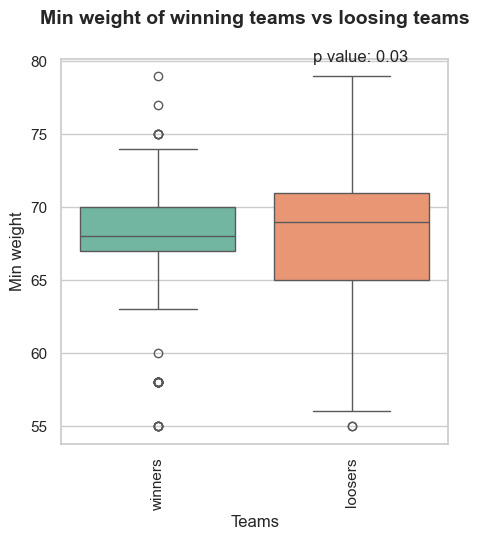 Min weight of winning teams vs loosing teams
p value: 0.03
80
75
70
65
60
55
Min weight
winners
loosers
Teams